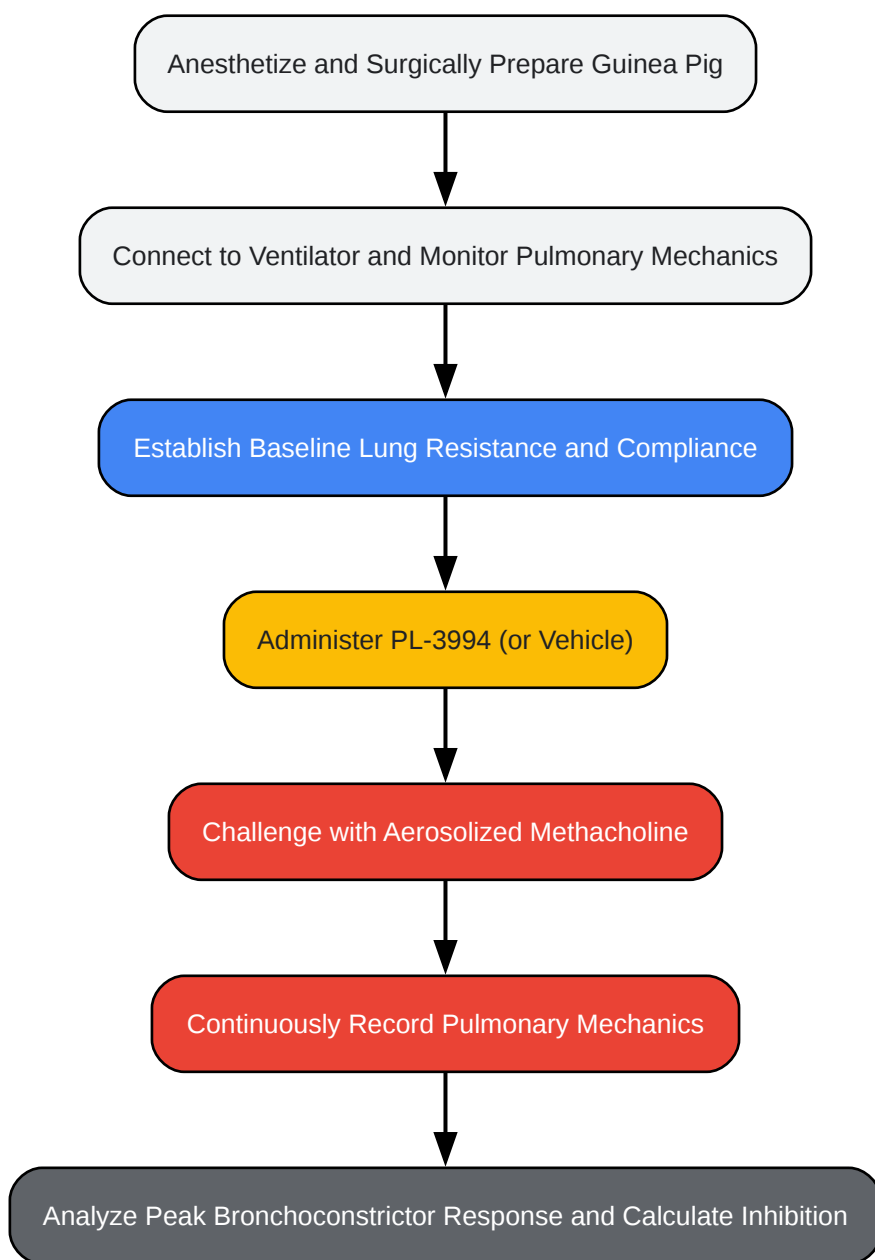 Anesthetize and Surgically Prepare Guinea Pig
Connect to Ventilator and Monitor Pulmonary Mechanics
Establish Baseline Lung Resistance and Compliance
Administer PL-3994 (or Vehicle)
Challenge with Aerosolized Methacholine
Continuously Record Pulmonary Mechanics
Analyze Peak Bronchoconstrictor Response and Calculate Inhibition